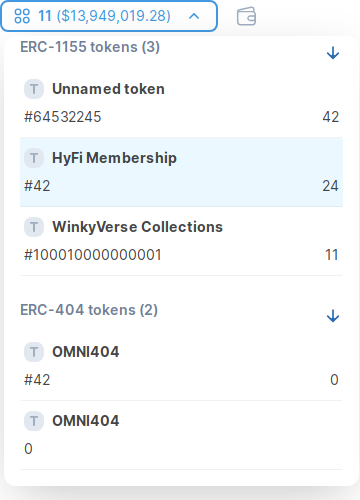 11 ($13,949,019.28)
ERC-1155 tokens (3)
T Unnamed token
#64532245 42
T HyFi Membership
#42 24
T WinkyVerse Collections
#100010000000001 11
ERC-404 tokens (2)
T OMNI404
#42 0
T OMNI404
0